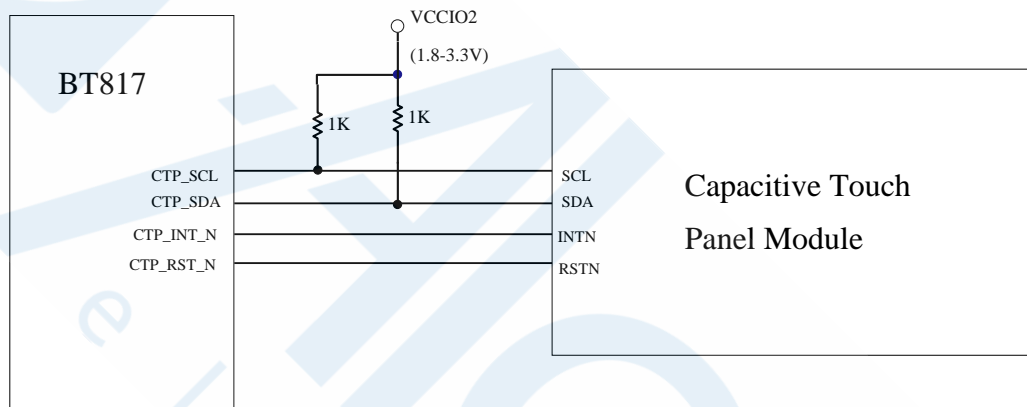 VCCIO2
(1.8-3.3V)
BT817
1K
1K
CTP_SCL
SCL
CTP_SDA
SDA
CTP_INT_N
INTN
CTP_RST_N
RSTN
Capacitive Touch
Panel Module